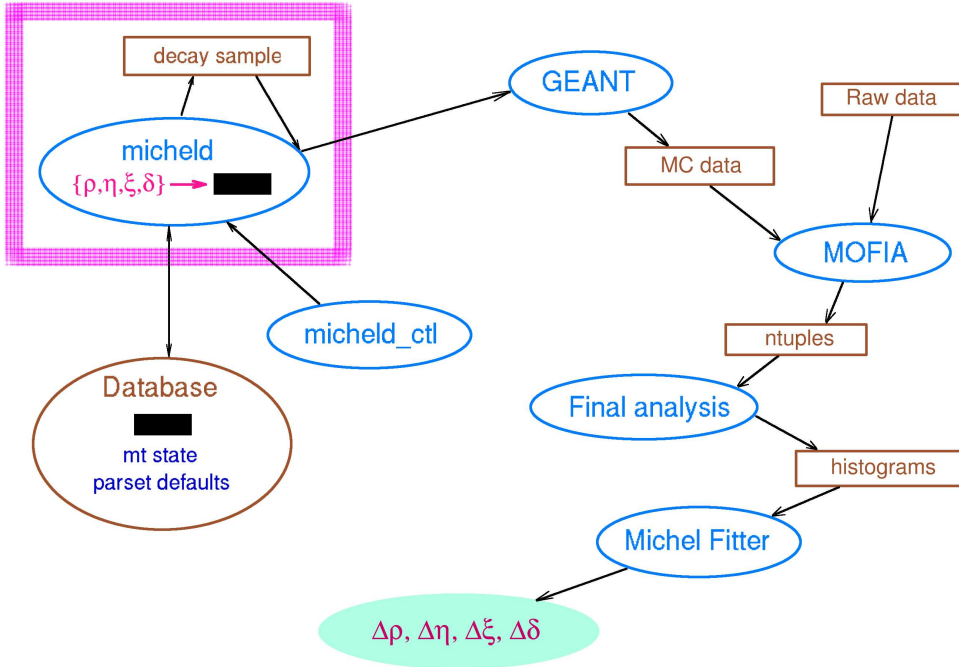 decay sample
micheld
{ρ,η,ξ,δ}
GEANT
Raw data
MC data
MOFIA
micheld_ctl
ntuples
Database
mt state
parset defaults
Final analysis
histograms
Michel Fitter
Δρ, Δη, Δξ, Δδ